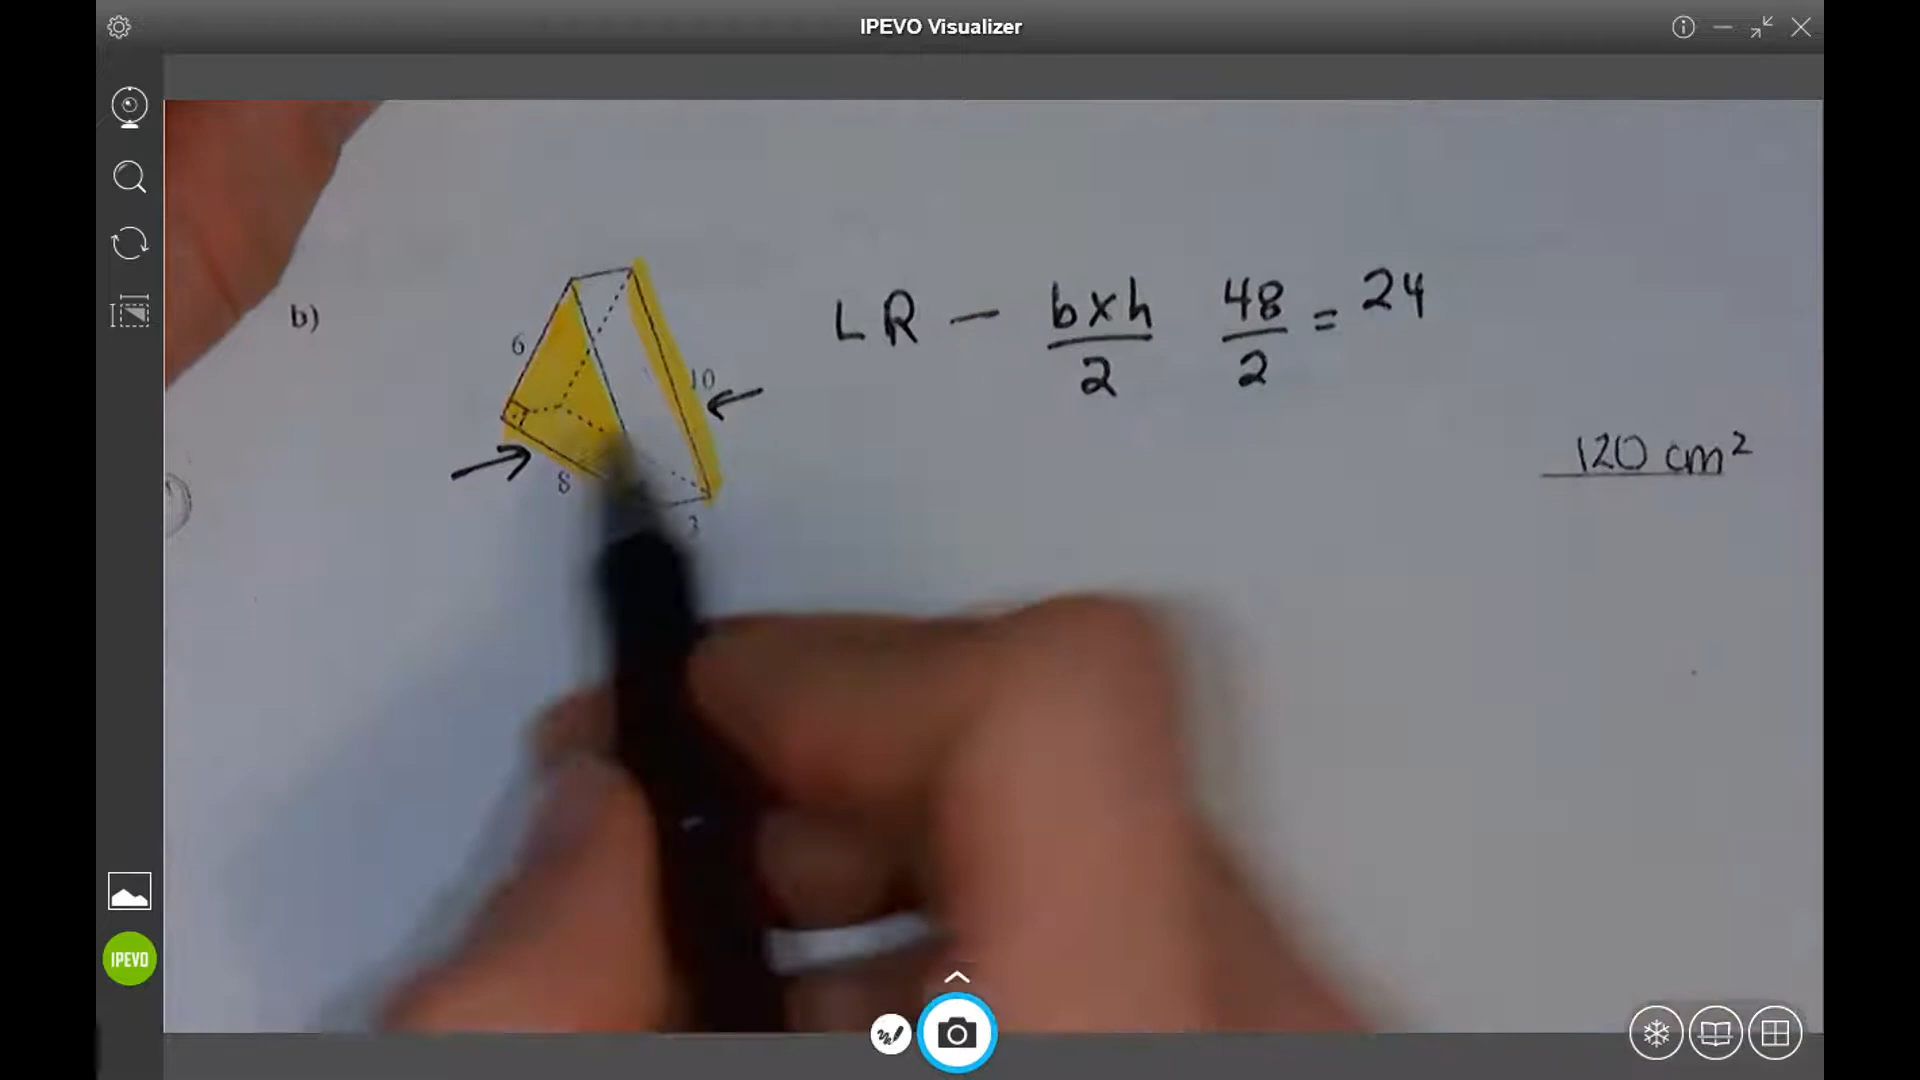 IPEVO Visualizer
b)
6
10
8
3
LR – b×h/2 48/2 = 24
120 cm²
IPEVO